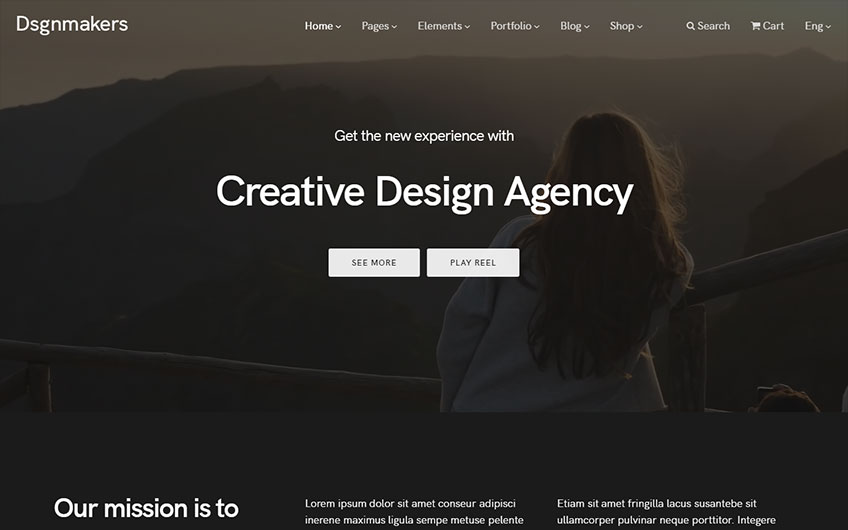 Dsgnmakers
Home Pages Elements Portfolio Blog Shop Search Cart Eng
Get the new experience with
Creative Design Agency
SEE MORE PLAY REEL
Our mission is to
Lorem ipsum dolor sit amet conseur adipisci
inerene maximus ligula sempe metuse pelente
Etiam sit amet fringilla lacus susantebe sit
ullamcorper pulvinar neque porttitor. Integere